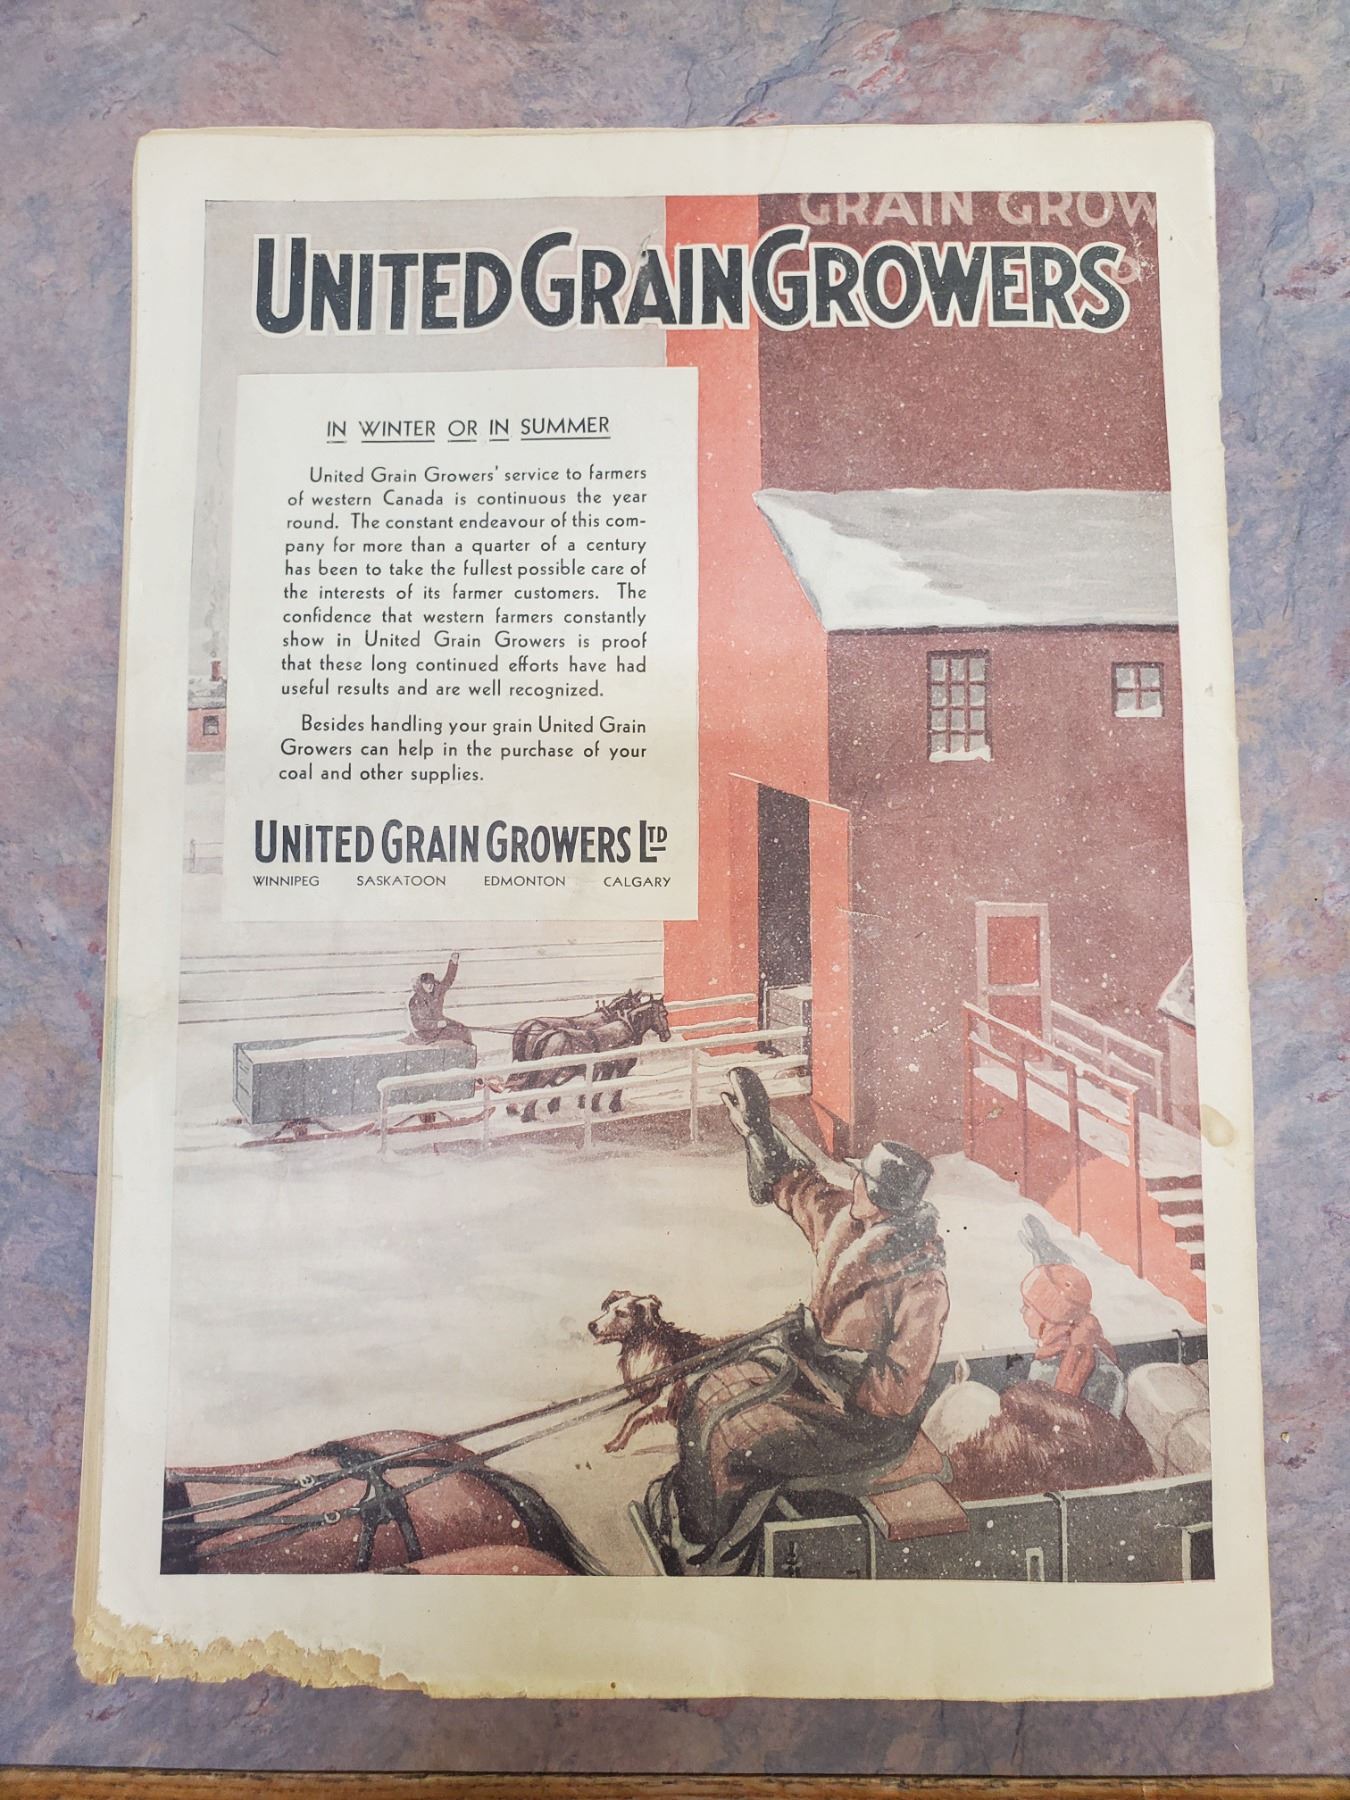 GRAIN GROW
UNITED GRAIN GROWERS
IN WINTER OR IN SUMMER
United Grain Growers' service to farmers
of western Canada is continuous the year
round. The constant endeavour of this com-
pany for more than a quarter of a century
has been to take the fullest possible care of
the interests of its farmer customers. The
confidence that western farmers constantly
show in United Grain Growers is proof
that these long continued efforts have had
useful results and are well recognized.
Besides handling your grain United Grain
Growers can help in the purchase of your
coal and other supplies.
UNITED GRAIN GROWERS LTD
WINNIPEG SASKATOON EDMONTON CALGARY